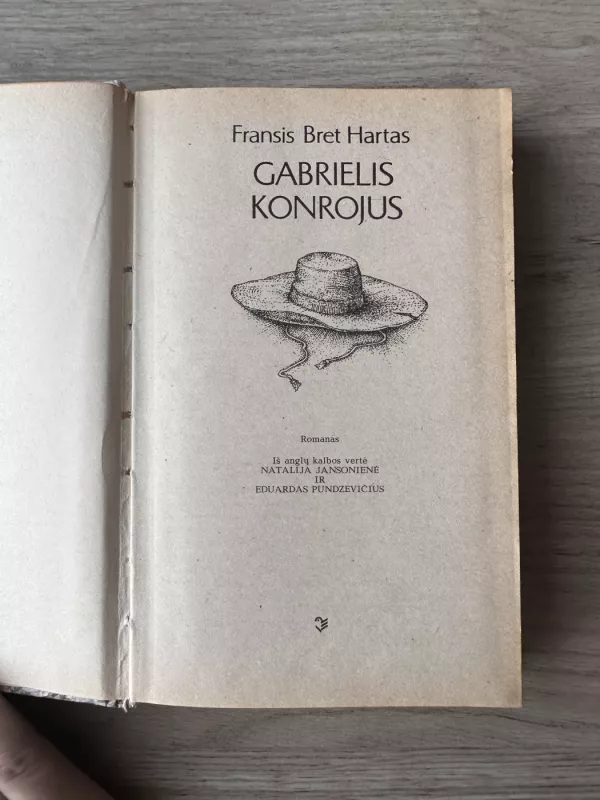 Fransis Bret Hartas
GABRIELIS
KONROJUS
Romanas
Iš anglų kalbos vertė
NATALIJA JANSONIENĖ
IR
EDUARDAS PUNDZEVIČIUS